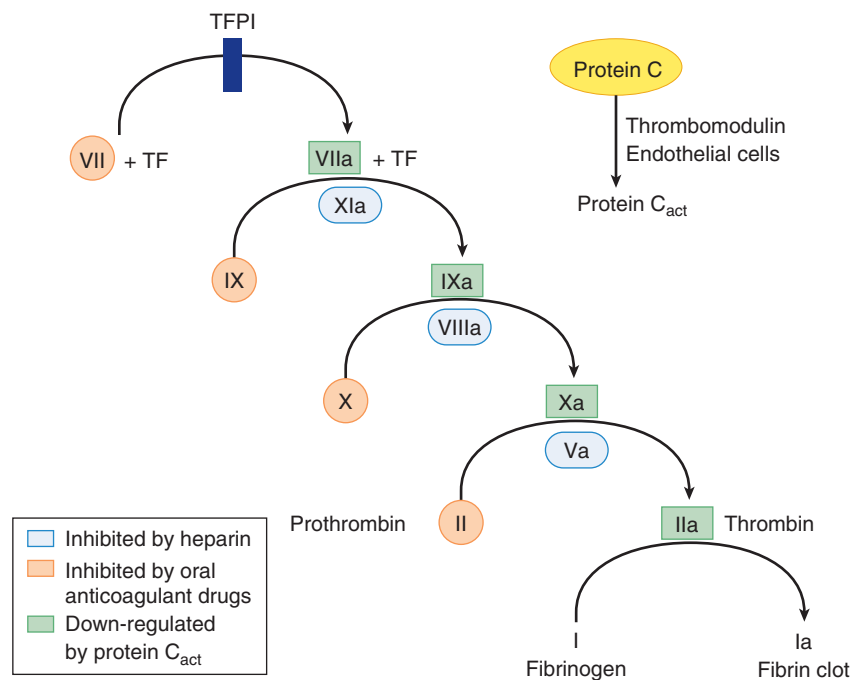 TFPI
Protein C
Thrombomodulin
Endothelial cells
Protein Cact
VII + TF
VIIa + TF
XIa
IX
IXa
VIIIa
X
Xa
Va
Prothrombin II
IIa Thrombin
I
Fibrinogen
Ia
Fibrin clot
Inhibited by heparin
Inhibited by oral
anticoagulant drugs
Down-regulated
by protein Cact